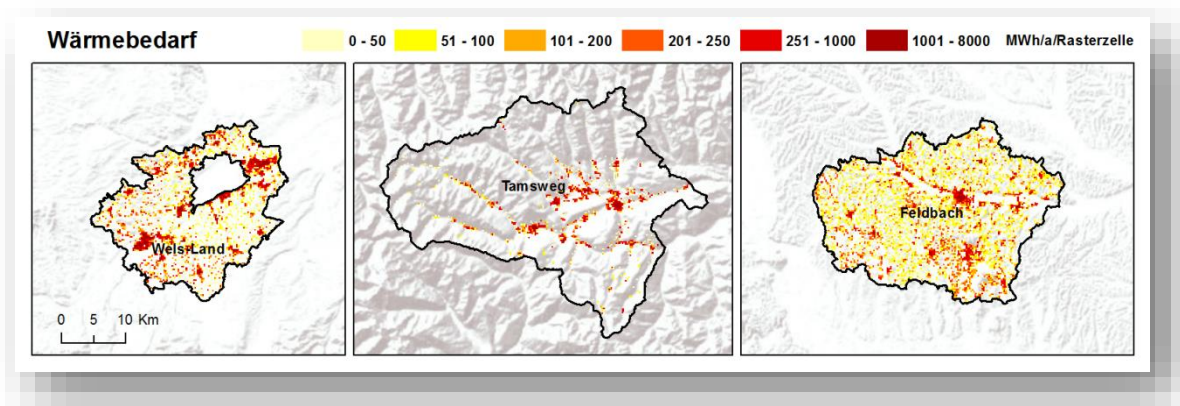 Wärmebedarf 0 - 50 51 - 100 101 - 200 201 - 250 251 - 1000 1001 - 8000 MWh/a/Rasterzelle
Wels-Land
0 5 10 Km
Tamsweg
Feldbach